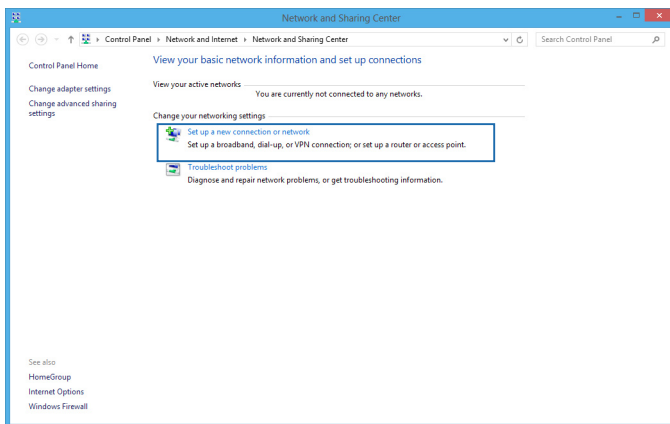 Network and Sharing Center
Control Panel Network and Internet Network and Sharing Center
Search Control Panel
Control Panel Home
Change adapter settings
Change advanced sharing
settings
View your basic network information and set up connections
View your active networks
You are currently not connected to any networks.
Change your networking settings
Set up a new connection or network
Set up a broadband, dial-up, or VPN connection; or set up a router or access point.
Troubleshoot problems
Diagnose and repair network problems, or get troubleshooting information.
See also
HomeGroup
Internet Options
Windows Firewall